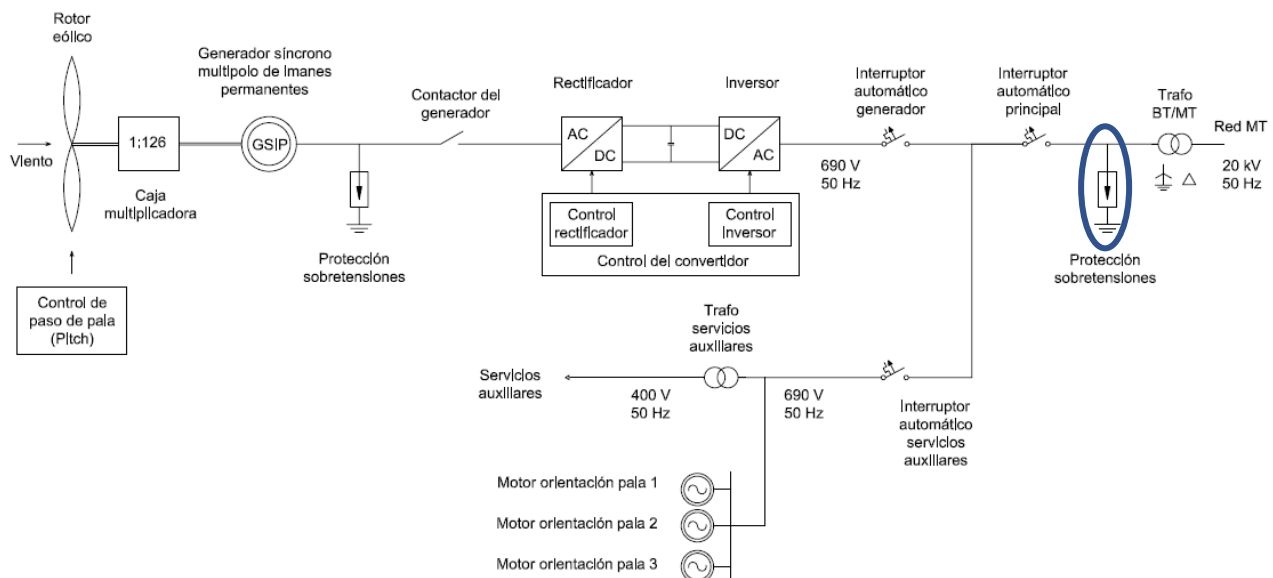 Rotor
eólico
Generador síncrono
multipolo de imanes
permanentes
Contactor del
generador
Rectificador
Inversor
Interruptor
automático
generador
Interruptor
automático
principal
Trafo
BT/MT
Red MT
Viento
1:126
GSIP
AC
DC
DC
AC
690 V
50 Hz
20 kV
50 Hz
Caja
multiplicadora
Protección
sobretensiones
Control
rectificador
Control
inversor
Control del convertidor
Protección
sobretensiones
Control de
paso de pala
(Pitch)
Trafo
servicios
auxiliares
Servicios
auxiliares
400 V
50 Hz
690 V
50 Hz
Interruptor
automático
servicios
auxiliares
Motor orientación pala 1
Motor orientación pala 2
Motor orientación pala 3